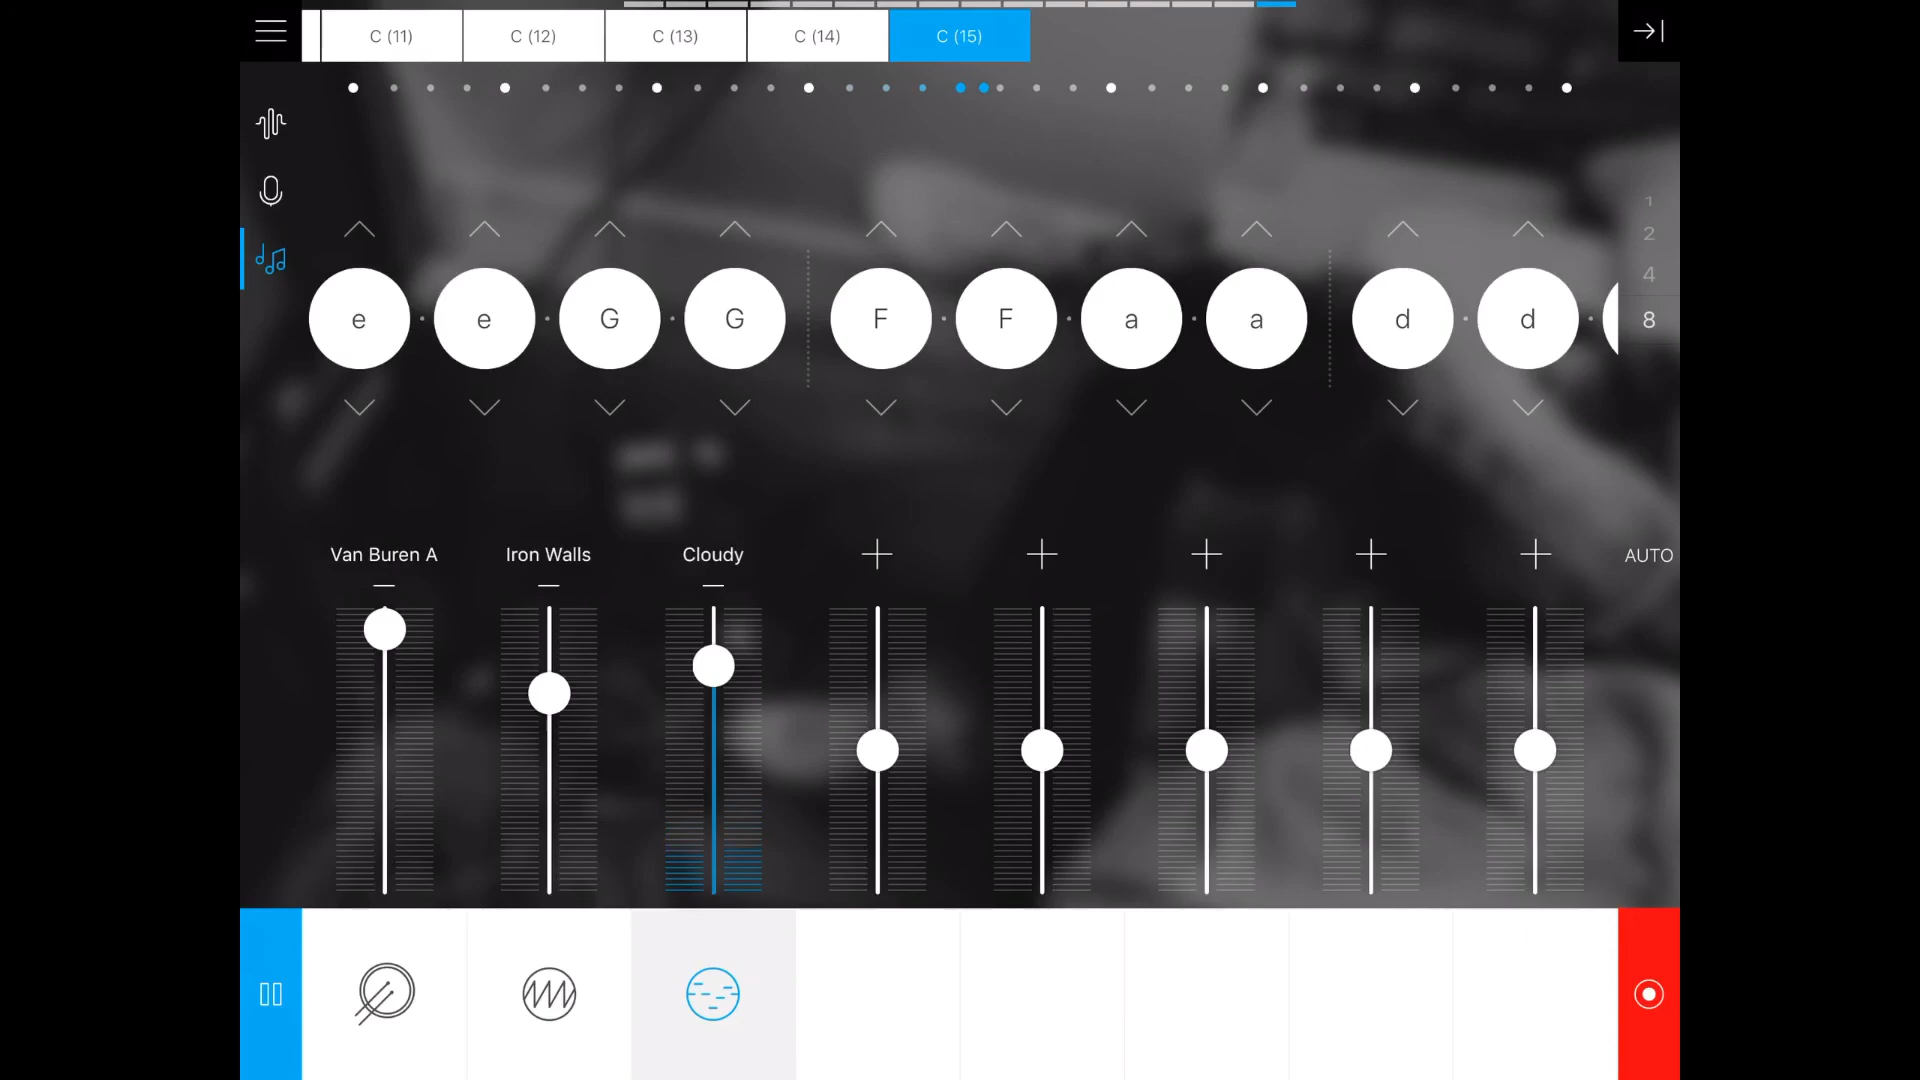 C (11) C (12) C (13) C (14) C (15)
1
2
4
8
e e G G F F a a d d
Van Buren A Iron Walls Cloudy AUTO